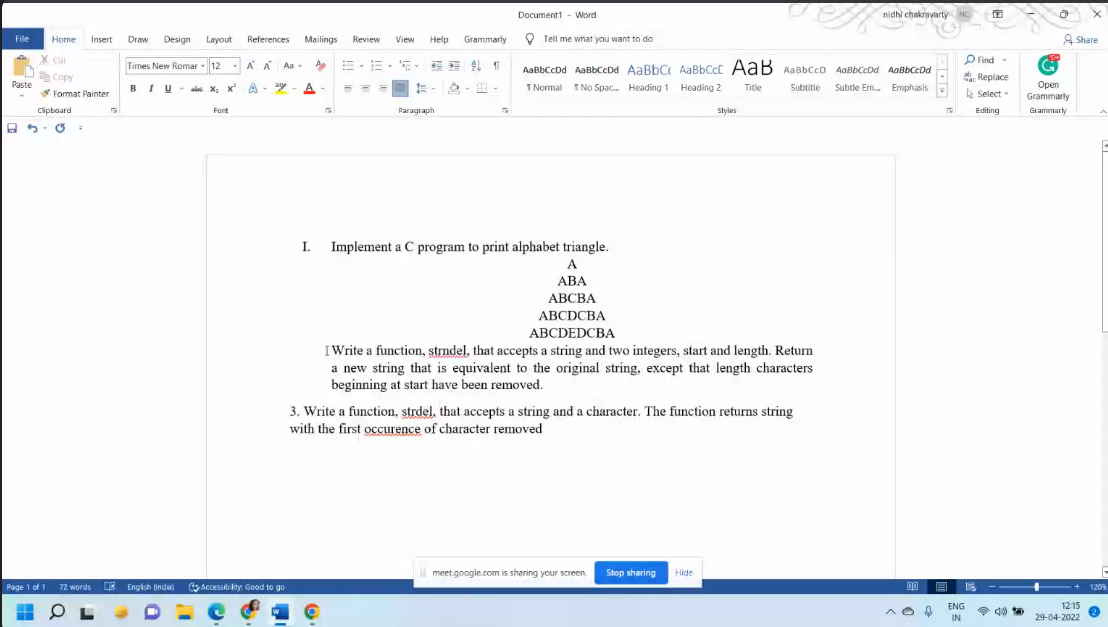 Document1 - Word
nidhi chakravarty NC
File Home Insert Draw Design Layout References Mailings Review View Help Grammarly Tell me what you want to do Share
Paste
Cut
Copy
Format Painter
Clipboard
Times New Romar 12
Font
Paragraph
AaBbCcDd AaBbCcDd AaBbCc AaBbCcC AaB AaBbCcD AaBbCcDd AaBbCcDd
¶ Normal ¶ No Spac... Heading 1 Heading 2 Title Subtitle Subtle Em... Emphasis
Styles
Find
Replace
Select
Editing
Open
Grammarly
Grammarly
I. Implement a C program to print alphabet triangle.
A
ABA
ABCBA
ABCDCBA
ABCDEDCBA
Write a function, strndel, that accepts a string and two integers, start and length. Return
a new string that is equivalent to the original string, except that length characters
beginning at start have been removed.
3. Write a function, strdel, that accepts a string and a character. The function returns string
with the first occurence of character removed
meet.google.com is sharing your screen. Stop sharing Hide
Page 1 of 1 72 words English (India) Accessibility: Good to go 120%
ENG
IN
12:15
29-04-2022
2